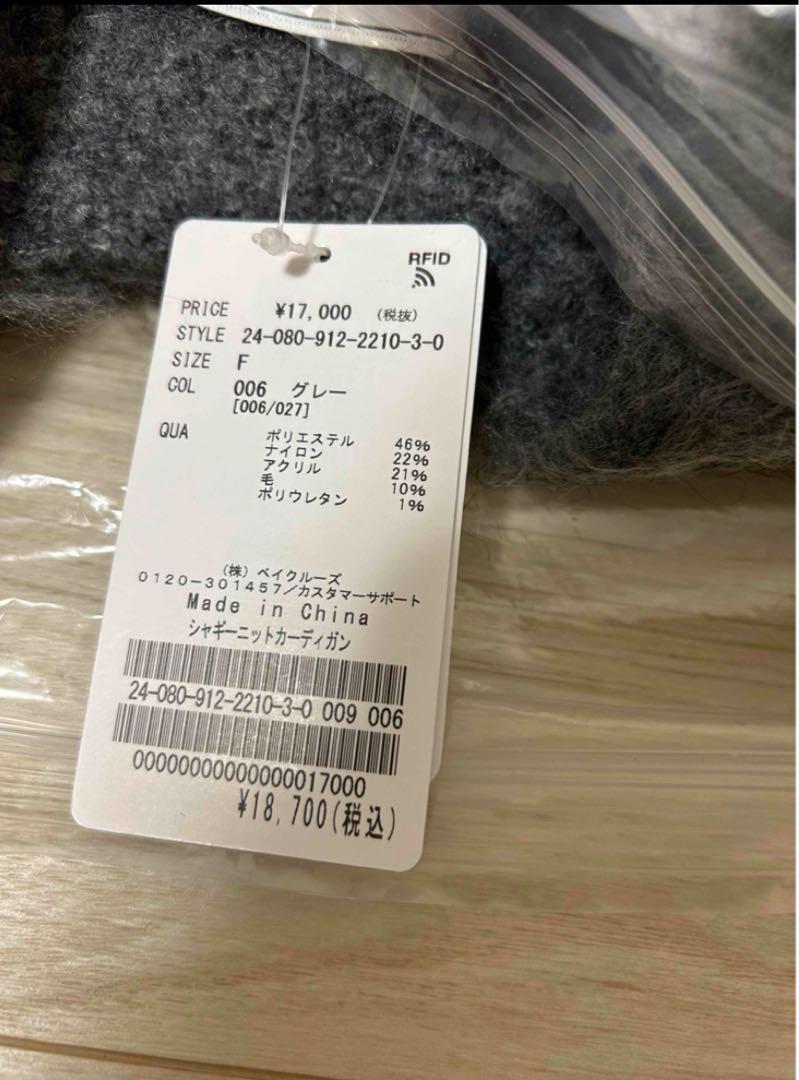 RFID
PRICE ¥17,000 (税抜)
STYLE 24-080-912-2210-3-0
SIZE F
COL 006 グレー
[006/027]
QUA ポリエステル 46%
ナイロン 22%
アクリル 21%
毛 10%
ポリウレタン 1%
(株)ベイクルーズ
0120-301457/カスタマーサポート
Made in China
シャギーニットカーディガン
24-080-912-2210-3-0 009 006
00000000000000017000
¥18,700(税込)